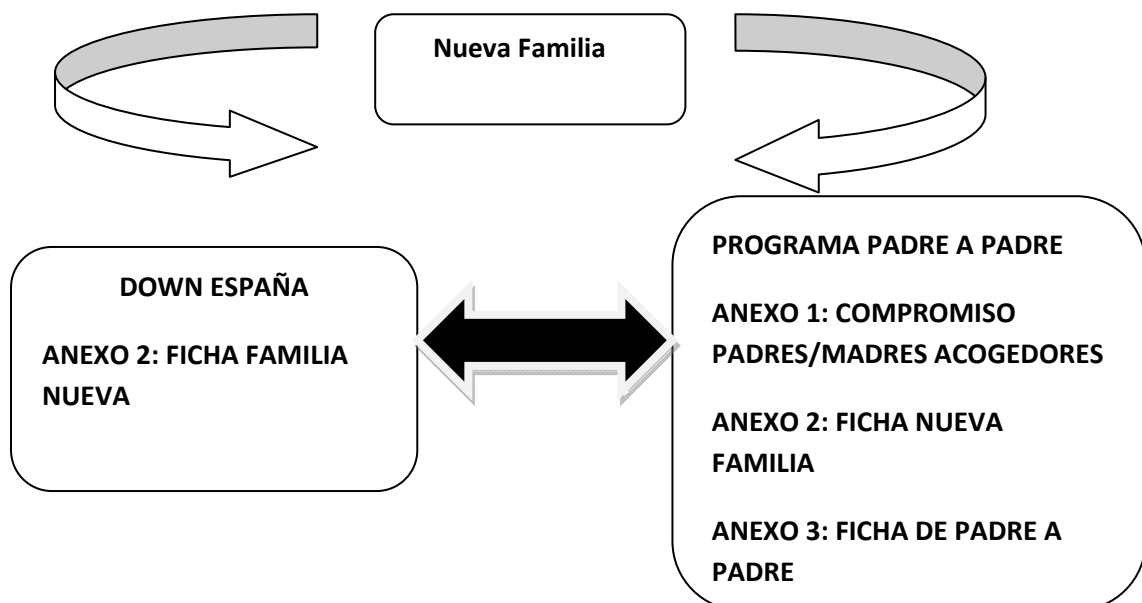 Nueva Familia
DOWN ESPAÑA
ANEXO 2: FICHA FAMILIA
NUEVA
PROGRAMA PADRE A PADRE
ANEXO 1: COMPROMISO
PADRES/MADRES ACOGEDORES
ANEXO 2: FICHA NUEVA
FAMILIA
ANEXO 3: FICHA DE PADRE A
PADRE